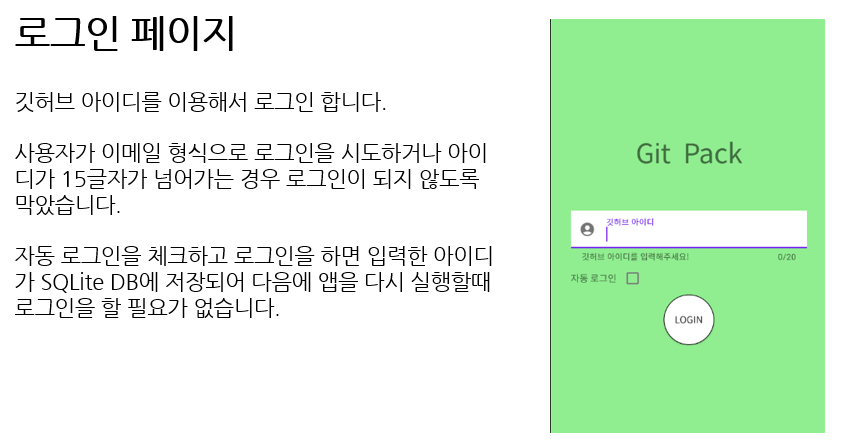 로그인 페이지
깃허브 아이디를 이용해서 로그인 합니다.
사용자가 이메일 형식으로 로그인을 시도하거나 아이
디가 15글자가 넘어가는 경우 로그인이 되지 않도록
막았습니다.
자동 로그인을 체크하고 로그인을 하면 입력한 아이디
가 SQLite DB에 저장되어 다음에 앱을 다시 실행할때
로그인을 할 필요가 없습니다.
Git Pack
깃허브 아이디
깃허브 아이디를 입력해주세요! 0/20
자동 로그인
LOGIN